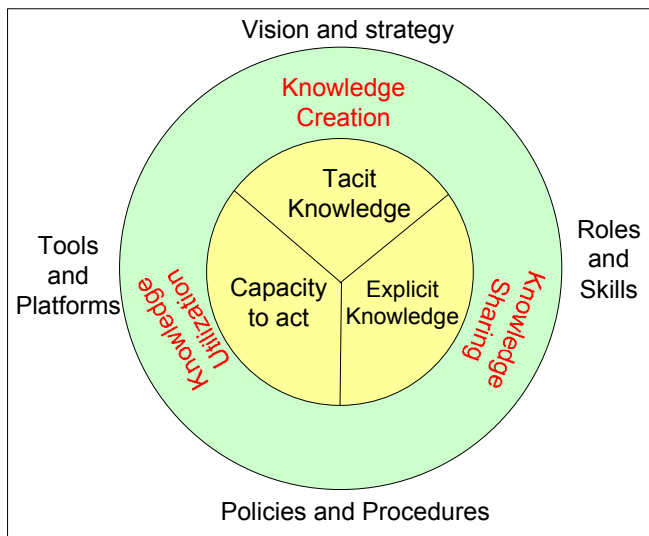 Vision and strategy
Knowledge
Creation
Tacit
Knowledge
Tools
and
Platforms
Roles
and
Skills
Knowledge
Utilization
Capacity
to act
Explicit
Knowledge
Knowledge
Sharing
Policies and Procedures